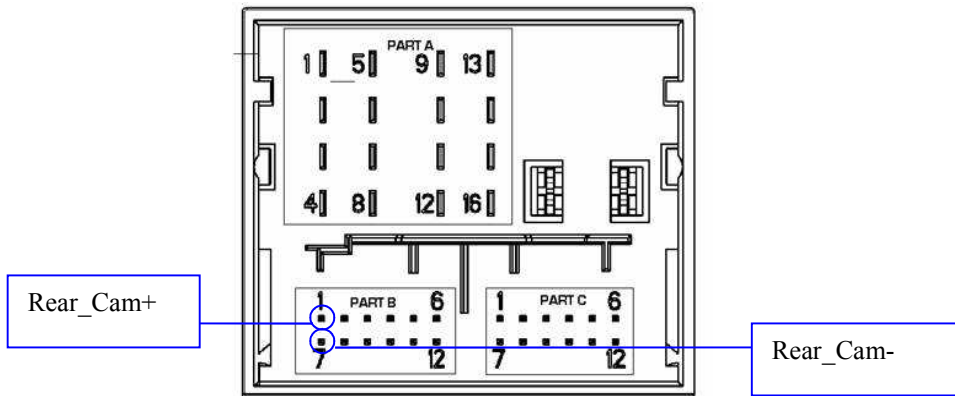 PART A
1 5 9 13
4 8 12 16
Rear_Cam+
1 PART B 6
7 12
1 PART C 6
7 12
Rear_Cam-